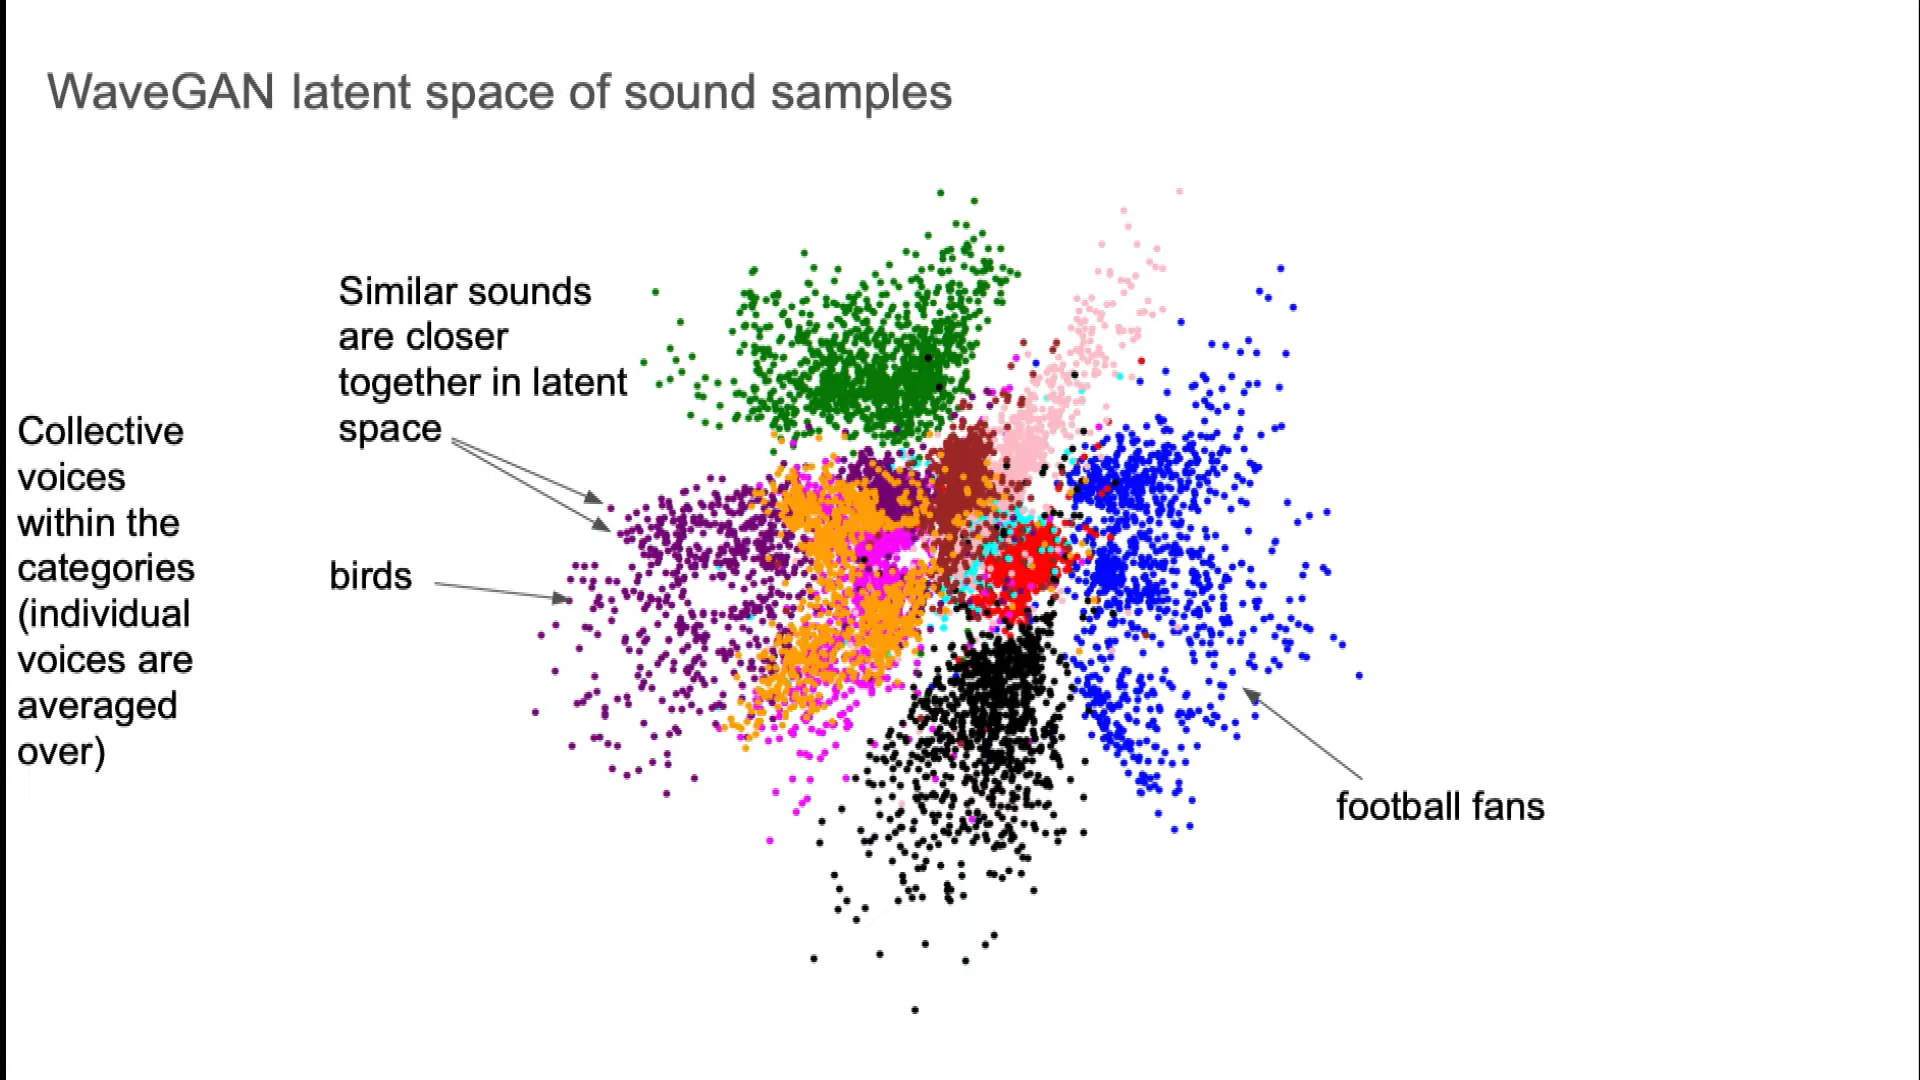 WaveGAN latent space of sound samples
Similar sounds
are closer
together in latent
space
Collective
voices
within the
categories
(individual
voices are
averaged
over)
birds
football fans